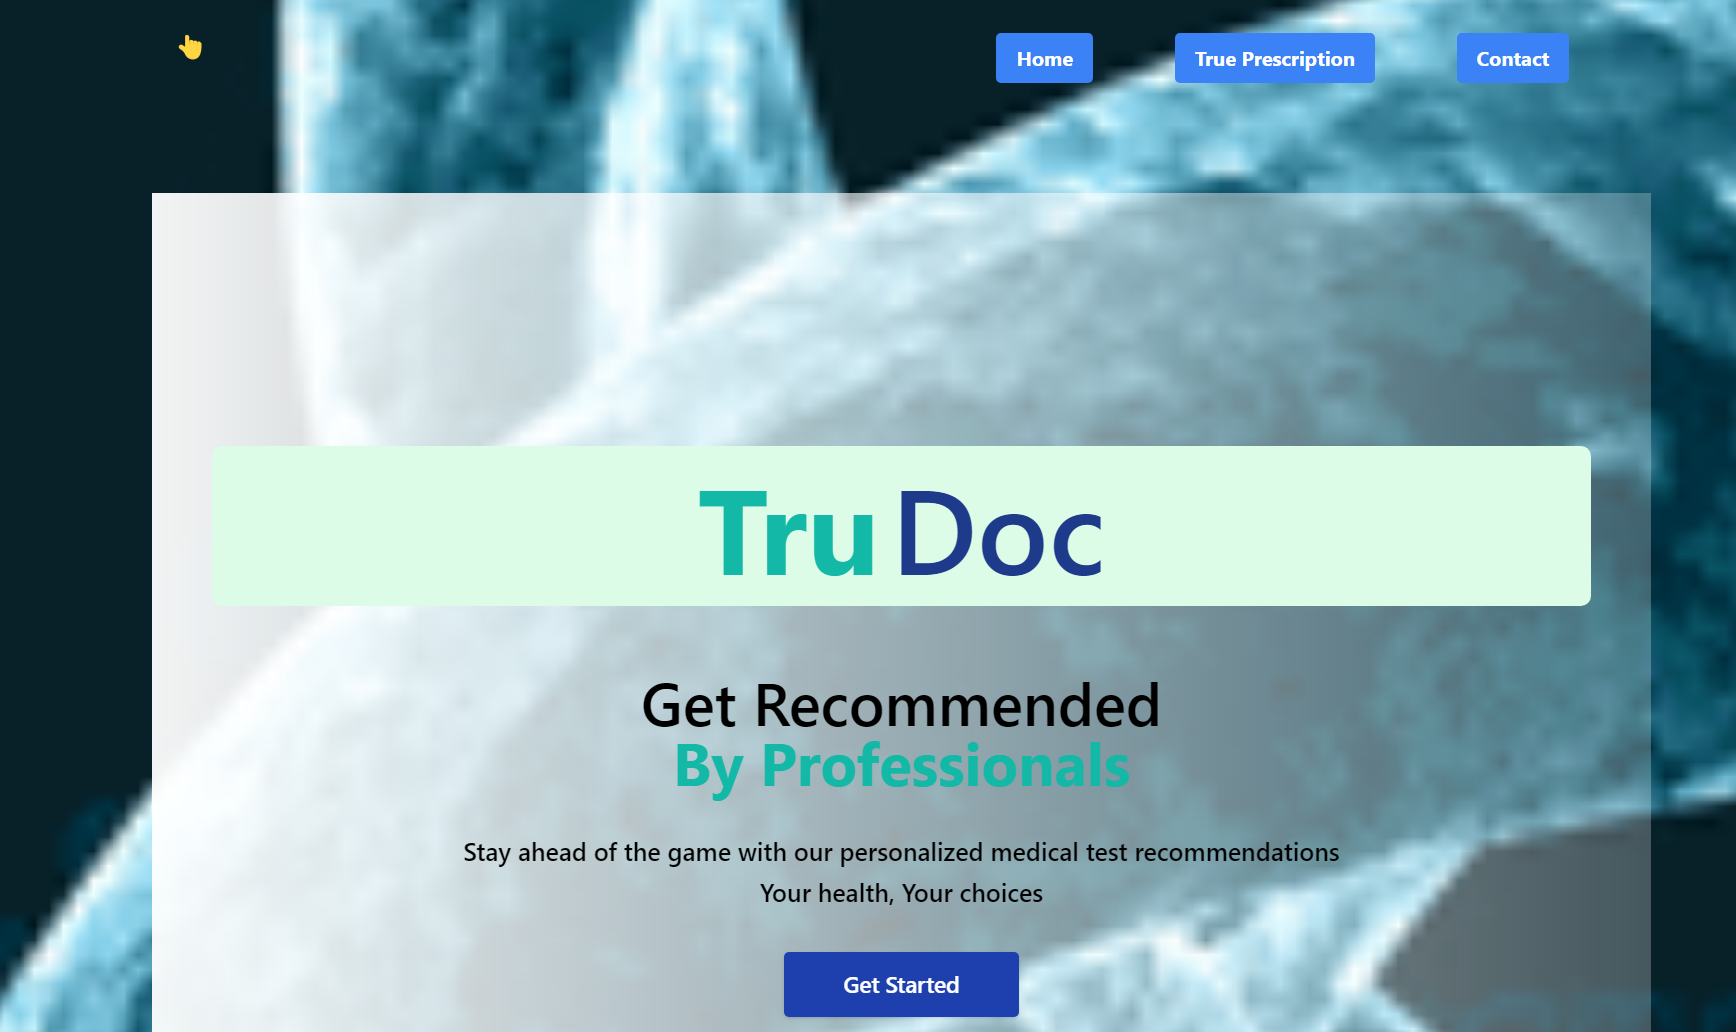 Home True Prescription Contact
Tru Doc
Get Recommended
By Professionals
Stay ahead of the game with our personalized medical test recommendations
Your health, Your choices
Get Started